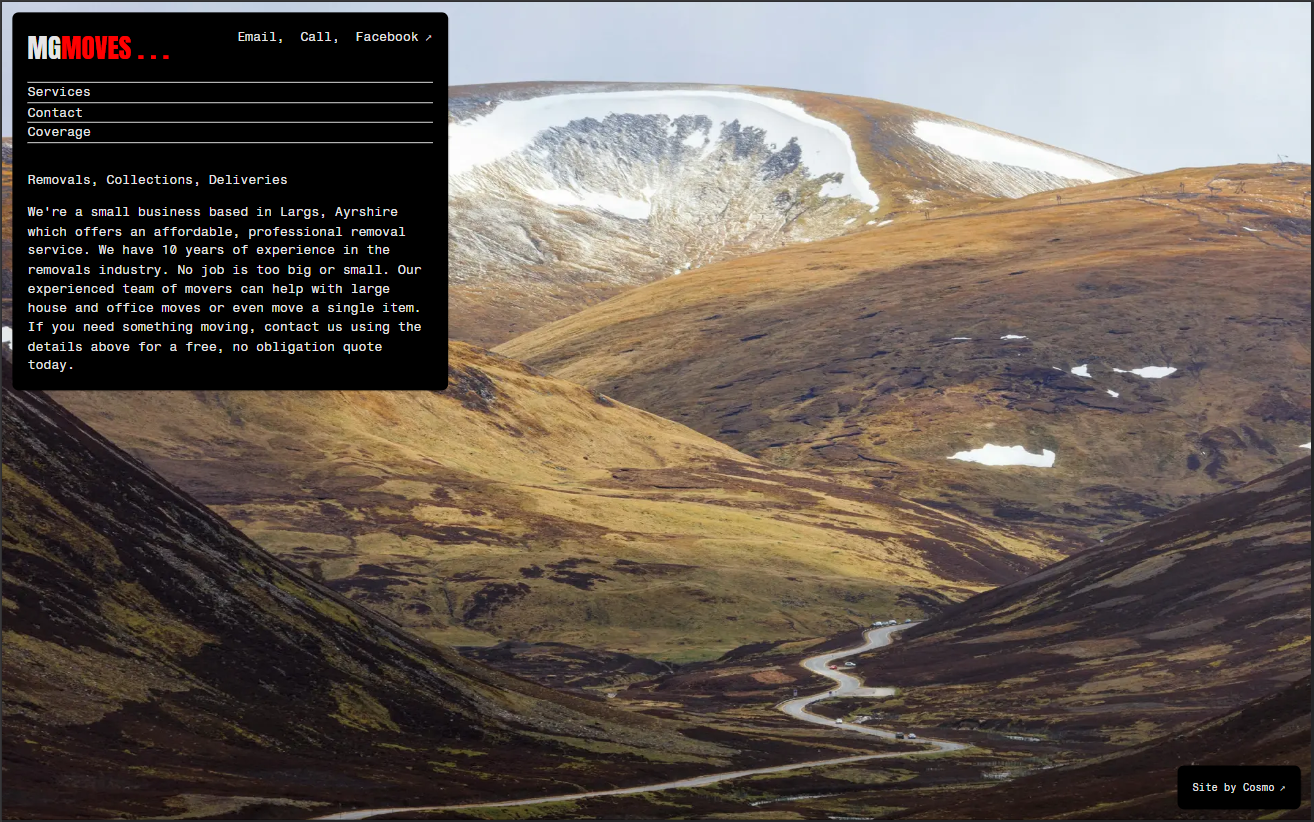 MGMOVES...
Email, Call, Facebook ↗
Services
Contact
Coverage
Removals, Collections, Deliveries
We're a small business based in Largs, Ayrshire
which offers an affordable, professional removal
service. We have 10 years of experience in the
removals industry. No job is too big or small. Our
experienced team of movers can help with large
house and office moves or even move a single item.
If you need something moving, contact us using the
details above for a free, no obligation quote
today.
Site by Cosmo ↗